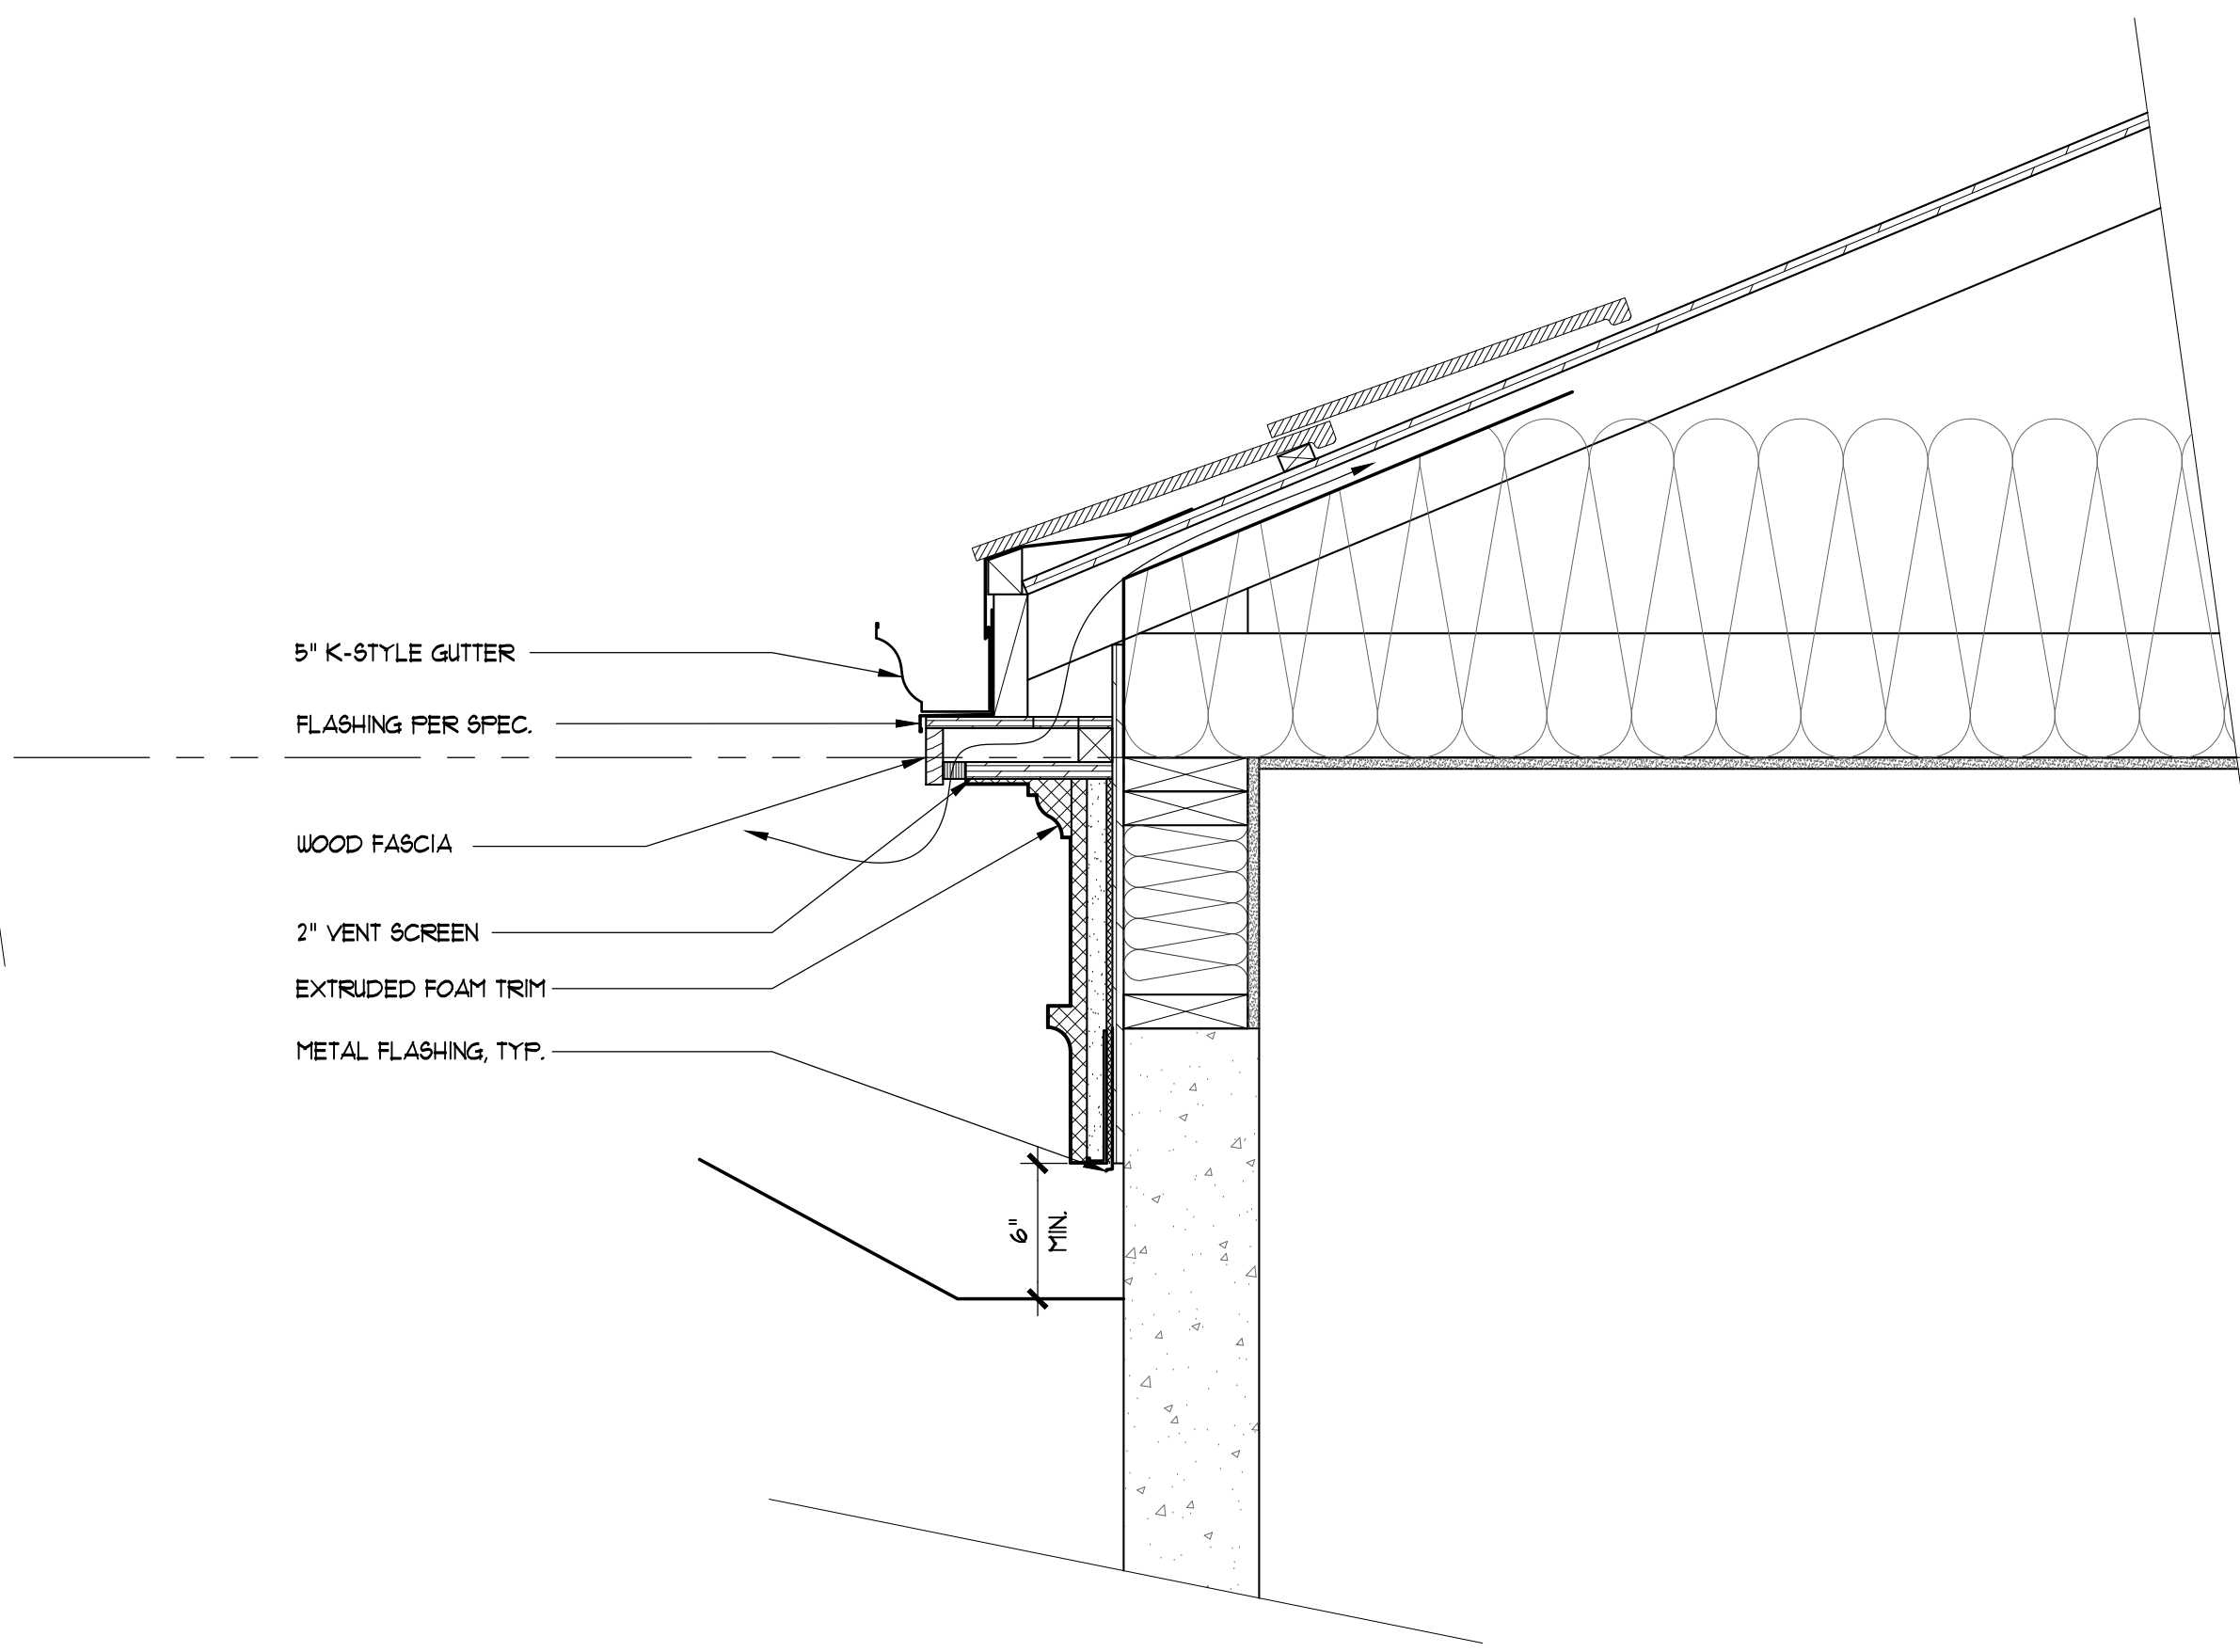 5" K-STYLE GUTTER
FLASHING PER SPEC.
WOOD FASCIA
2" VENT SCREEN
EXTRUDED FOAM TRIM
METAL FLASHING, TYP.
6"
MIN.